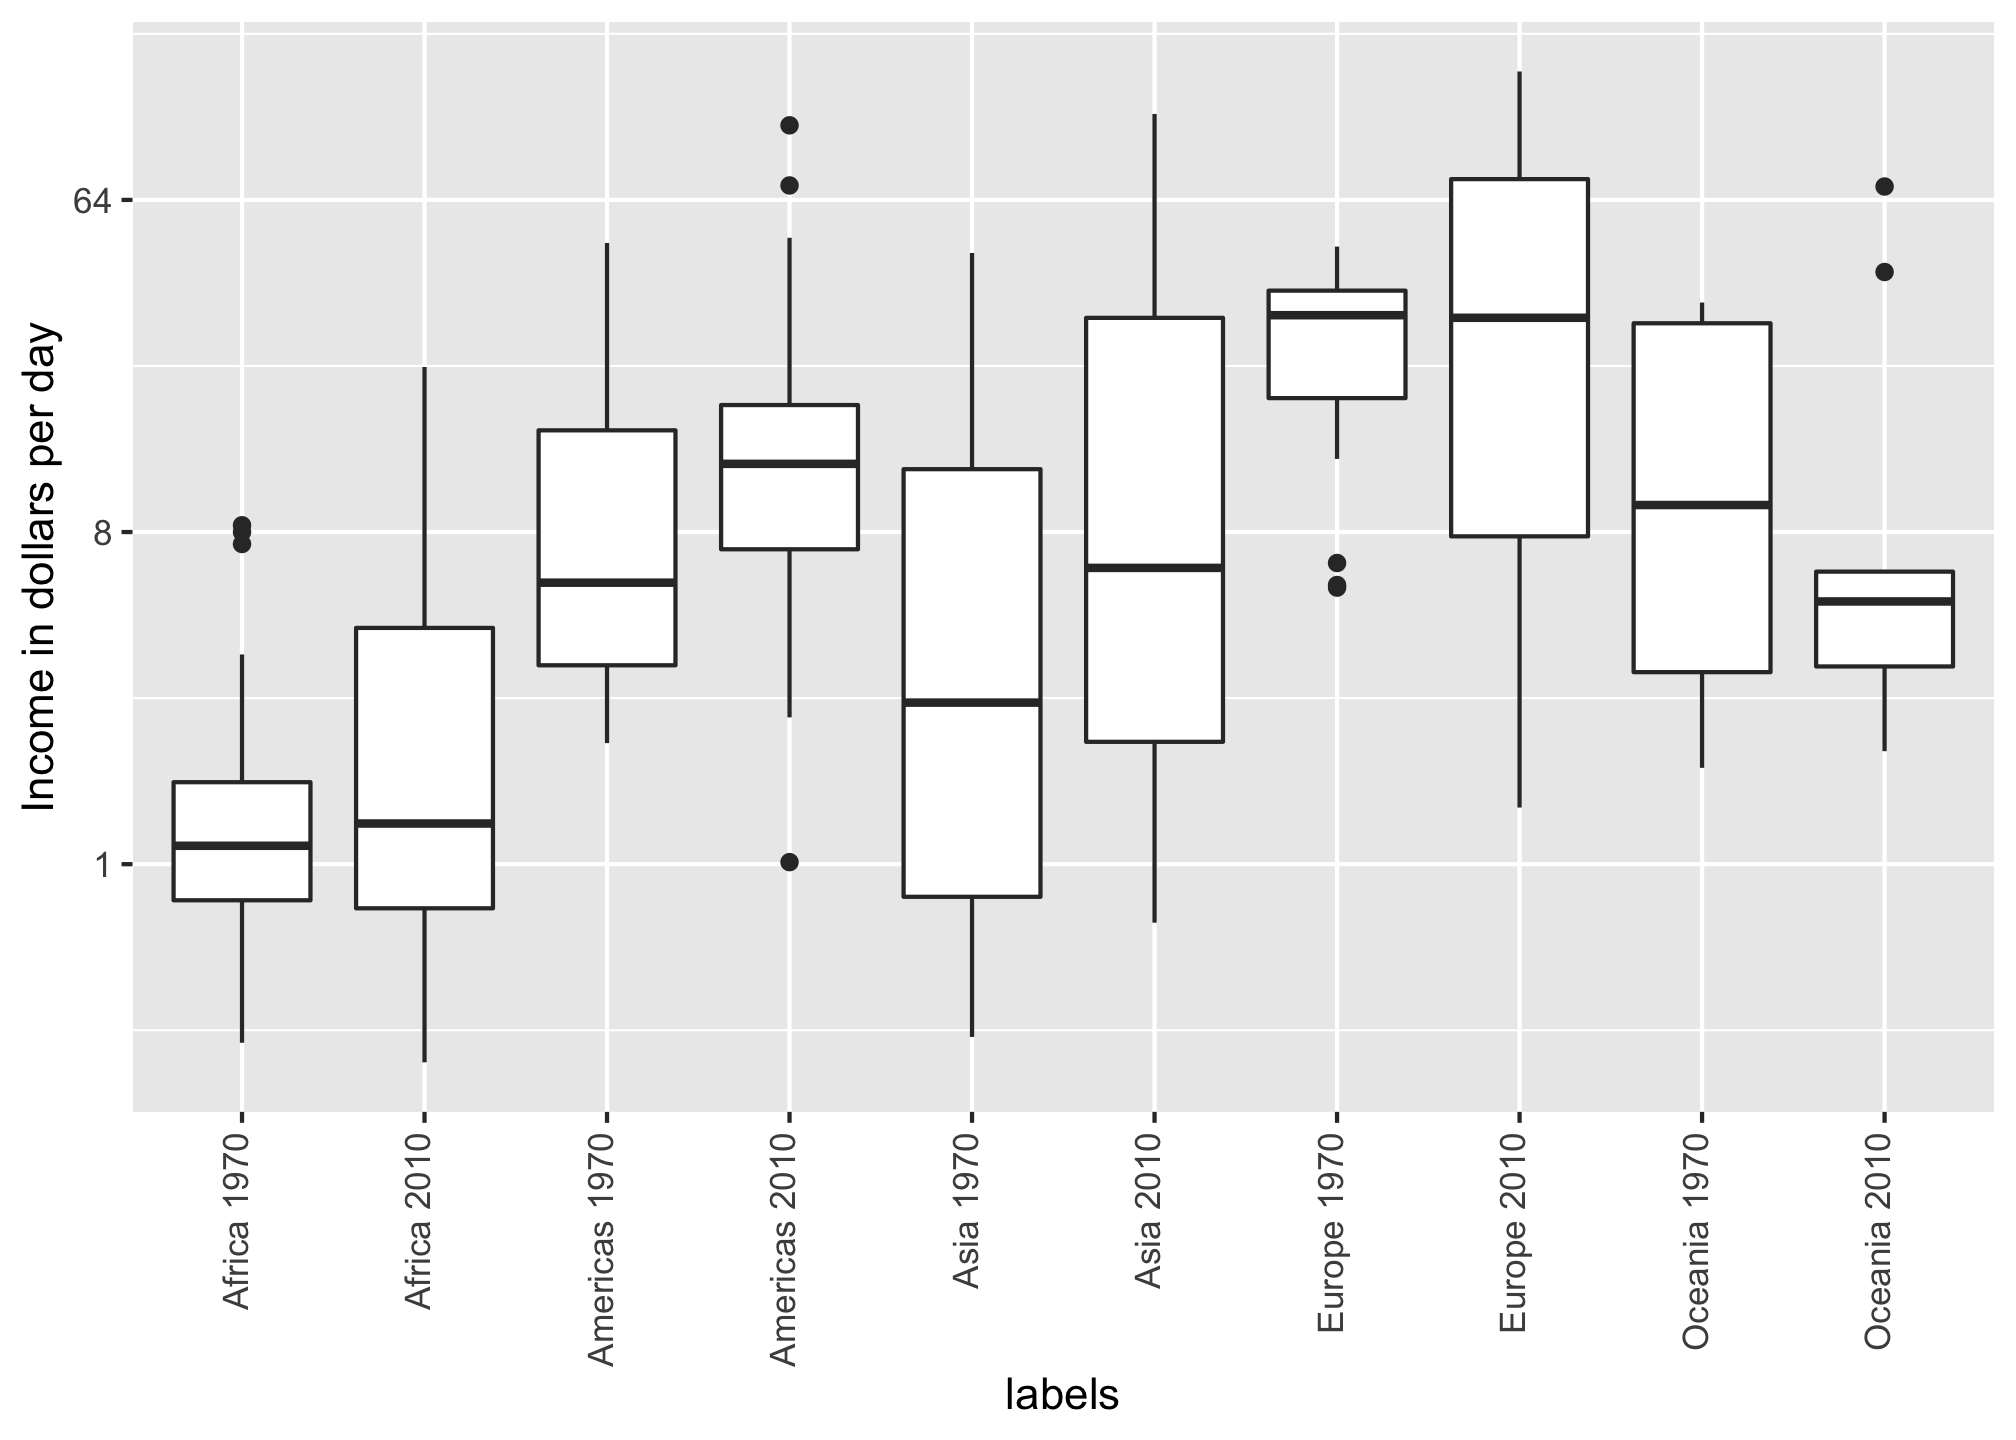 Income in dollars per day
64
8
1
Africa 1970
Africa 2010
Americas 1970
Americas 2010
Asia 1970
Asia 2010
Europe 1970
Europe 2010
Oceania 1970
Oceania 2010
labels